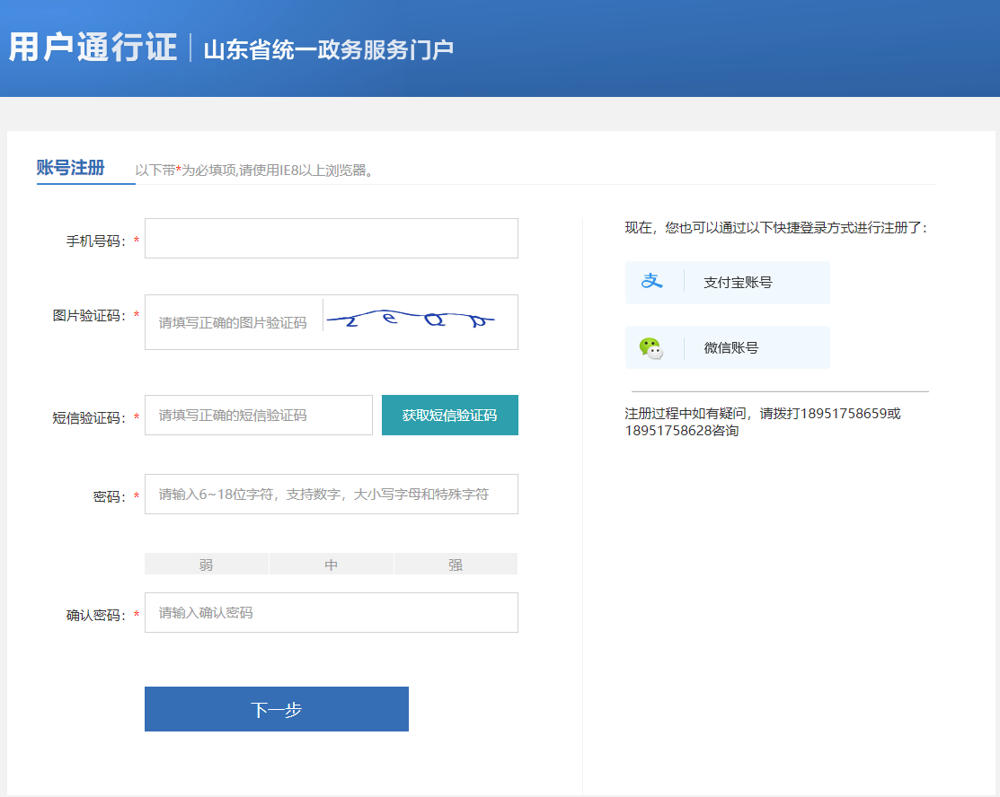 用户通行证 | 山东省统一政务服务门户
账号注册 以下带*为必填项,请使用IE8以上浏览器。
手机号码：*
图片验证码：* 请填写正确的图片验证码
短信验证码：* 请填写正确的短信验证码 获取短信验证码
密码：* 请输入6~18位字符，支持数字，大小写字母和特殊字符
弱 中 强
确认密码：* 请输入确认密码
下一步
现在，您也可以通过以下快捷登录方式进行注册了：
支付宝账号
微信账号
注册过程中如有疑问，请拨打18951758659或
18951758628咨询